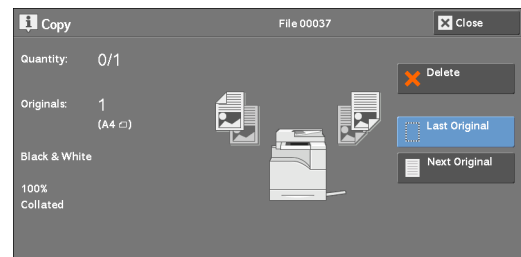 Copy
File 00037
Close
Quantity: 0/1
Delete
Originals: 1
(A4)
Last Original
Black & White
Next Original
100%
Collated